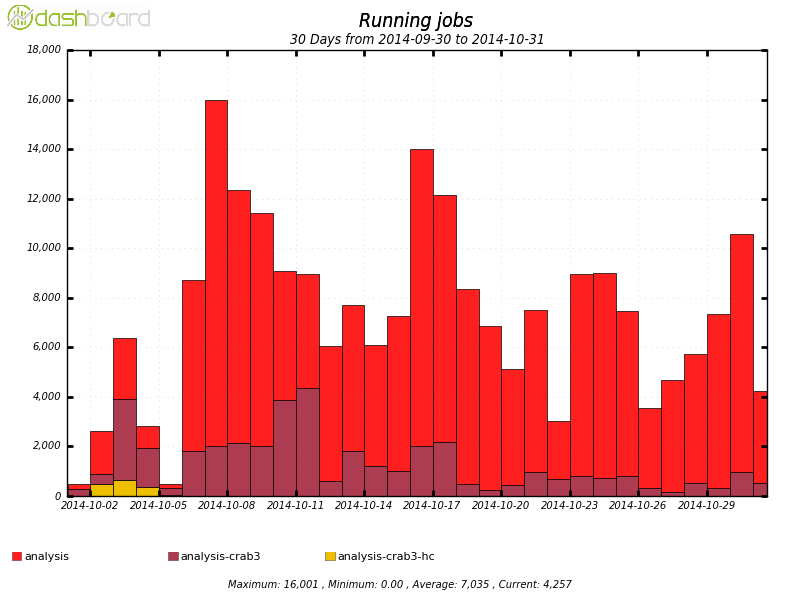 dashboard
Running jobs
30 Days from 2014-09-30 to 2014-10-31
18,000
16,000
14,000
12,000
10,000
8,000
6,000
4,000
2,000
0
2014-10-02 2014-10-05 2014-10-08 2014-10-11 2014-10-14 2014-10-17 2014-10-20 2014-10-23 2014-10-26 2014-10-29
analysis analysis-crab3 analysis-crab3-hc
Maximum: 16,001 , Minimum: 0.00 , Average: 7,035 , Current: 4,257